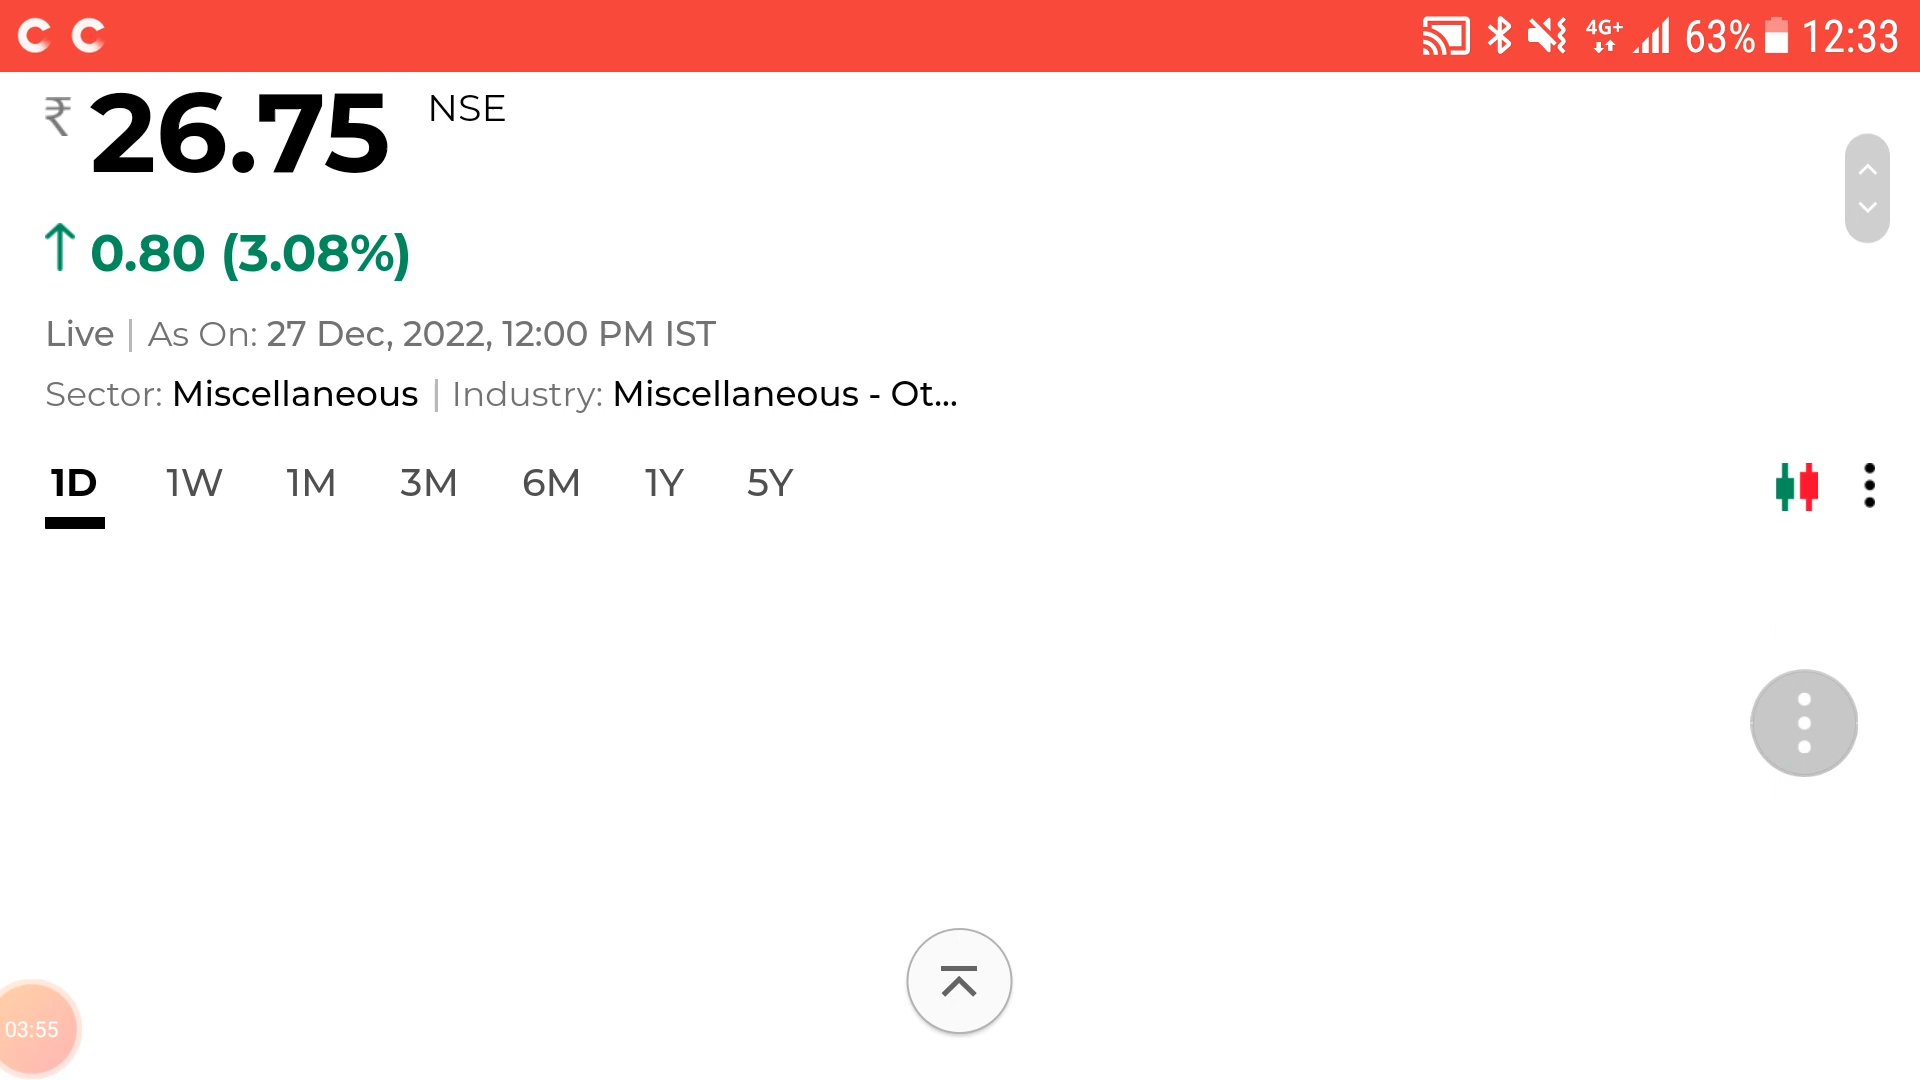 4G+ 63% 12:33
₹ 26.75 NSE
↑ 0.80 (3.08%)
Live | As On: 27 Dec, 2022, 12:00 PM IST
Sector: Miscellaneous | Industry: Miscellaneous - Ot...
1D 1W 1M 3M 6M 1Y 5Y
03:55